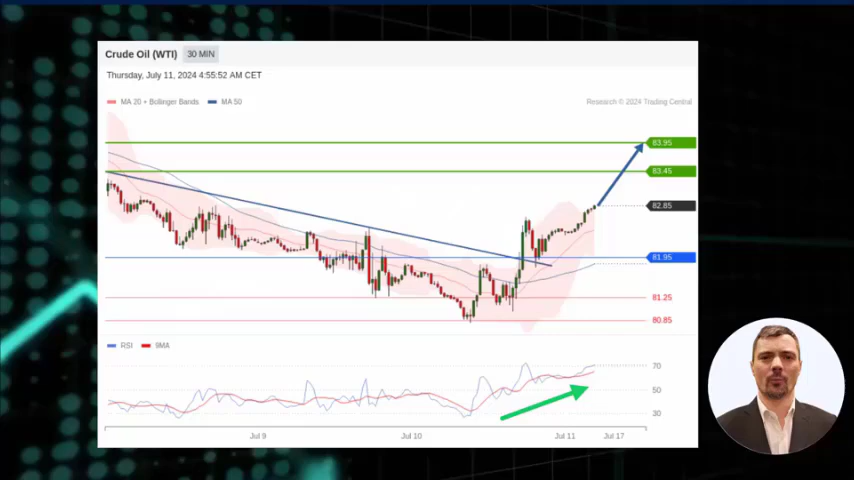 Crude Oil (WTI) 30 MIN
Thursday, July 11, 2024 4:55:52 AM CET
MA 20 + Bollinger Bands MA 50
Research © 2024 Trading Central
83.95
83.45
82.85
81.95
81.25
80.85
RSI 9MA
70
50
30
Jul 9 Jul 10 Jul 11 Jul 17